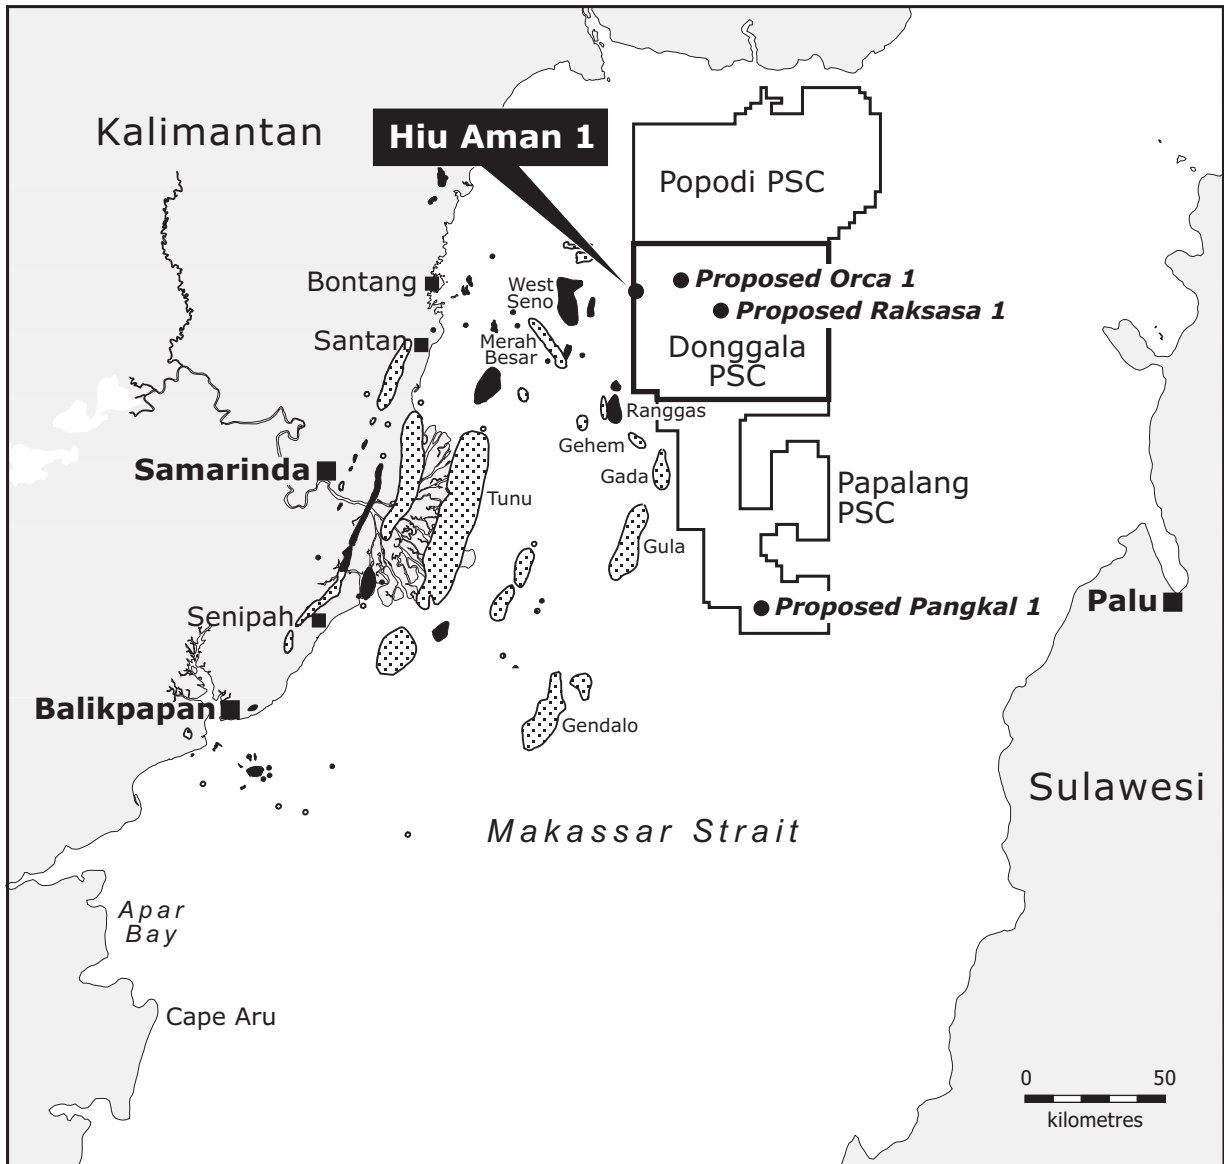 Kalimantan
Hiu Aman 1
Popodi PSC
Bontang
West
Seno
Proposed Orca 1
Proposed Raksasa 1
Santan
Merah
Besar
Donggala
PSC
Ranggas
Gehem
Samarinda
Gada
Tunu
Papalang
PSC
Gula
Senipah
Proposed Pangkal 1
Palu
Balikpapan
Gendalo
Sulawesi
Makassar Strait
Apar
Bay
Cape Aru
0 50
kilometres